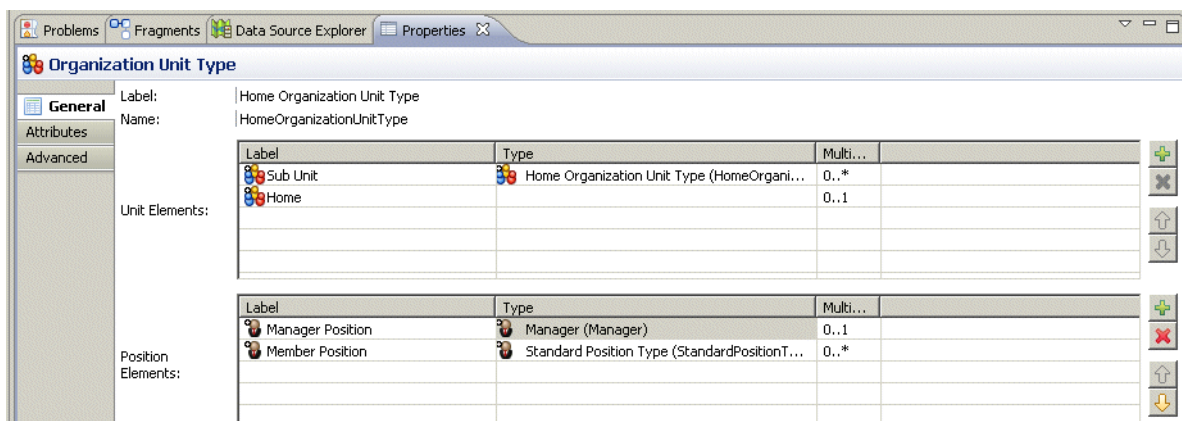 Problems Fragments Data Source Explorer Properties
Organization Unit Type
General
Attributes
Advanced
Label: Home Organization Unit Type
Name: HomeOrganizationUnitType
Unit Elements:
Label Type Multi...
Sub Unit Home Organization Unit Type (HomeOrgani... 0..*
Home 0..1
Position
Elements:
Label Type Multi...
Manager Position Manager (Manager) 0..1
Member Position Standard Position Type (StandardPositionT... 0..*